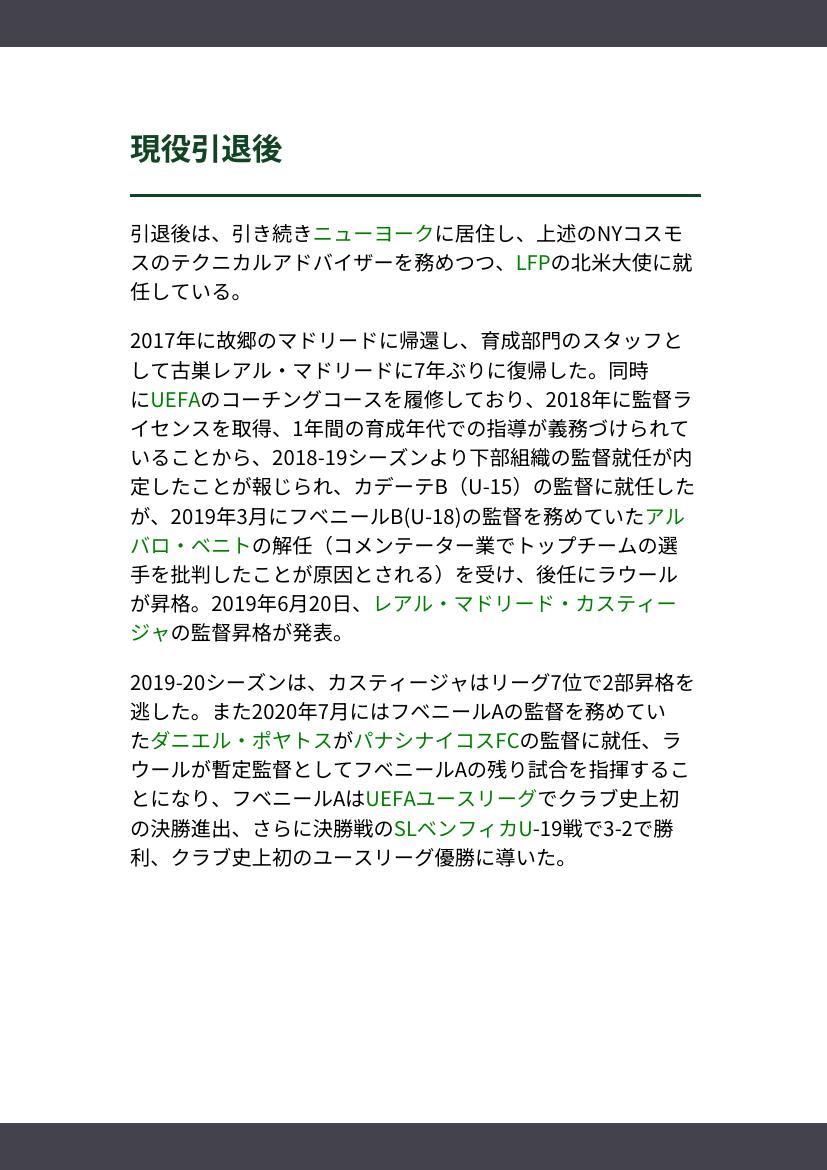 現役引退後
引退後は、引き続きニューヨークに居住し、上述のNYコスモ
スのテクニカルアドバイザーを務めつつ、LFPの北米大使に就
任している。
2017年に故郷のマドリードに帰還し、育成部門のスタッフと
して古巣レアル・マドリードに7年ぶりに復帰した。同時
にUEFAのコーチングコースを履修しており、2018年に監督ラ
イセンスを取得、1年間の育成年代での指導が義務づけられて
いることから、2018-19シーズンより下部組織の監督就任が内
定したことが報じられ、カデーテB（U-15）の監督に就任した
が、2019年3月にフベニールB(U-18)の監督を務めていたアル
バロ・ベニトの解任（コメンテーター業でトップチームの選
手を批判したことが原因とされる）を受け、後任にラウール
が昇格。2019年6月20日、レアル・マドリード・カスティー
ジャの監督昇格が発表。
2019-20シーズンは、カスティージャはリーグ7位で2部昇格を
逃した。また2020年7月にはフベニールAの監督を務めてい
たダニエル・ポヤトスがパナシナイコスFCの監督に就任、ラ
ウールが暫定監督としてフベニールAの残り試合を指揮するこ
とになり、フベニールAはUEFAユースリーグでクラブ史上初
の決勝進出、さらに決勝戦のSLベンフィカU-19戦で3-2で勝
利、クラブ史上初のユースリーグ優勝に導いた。